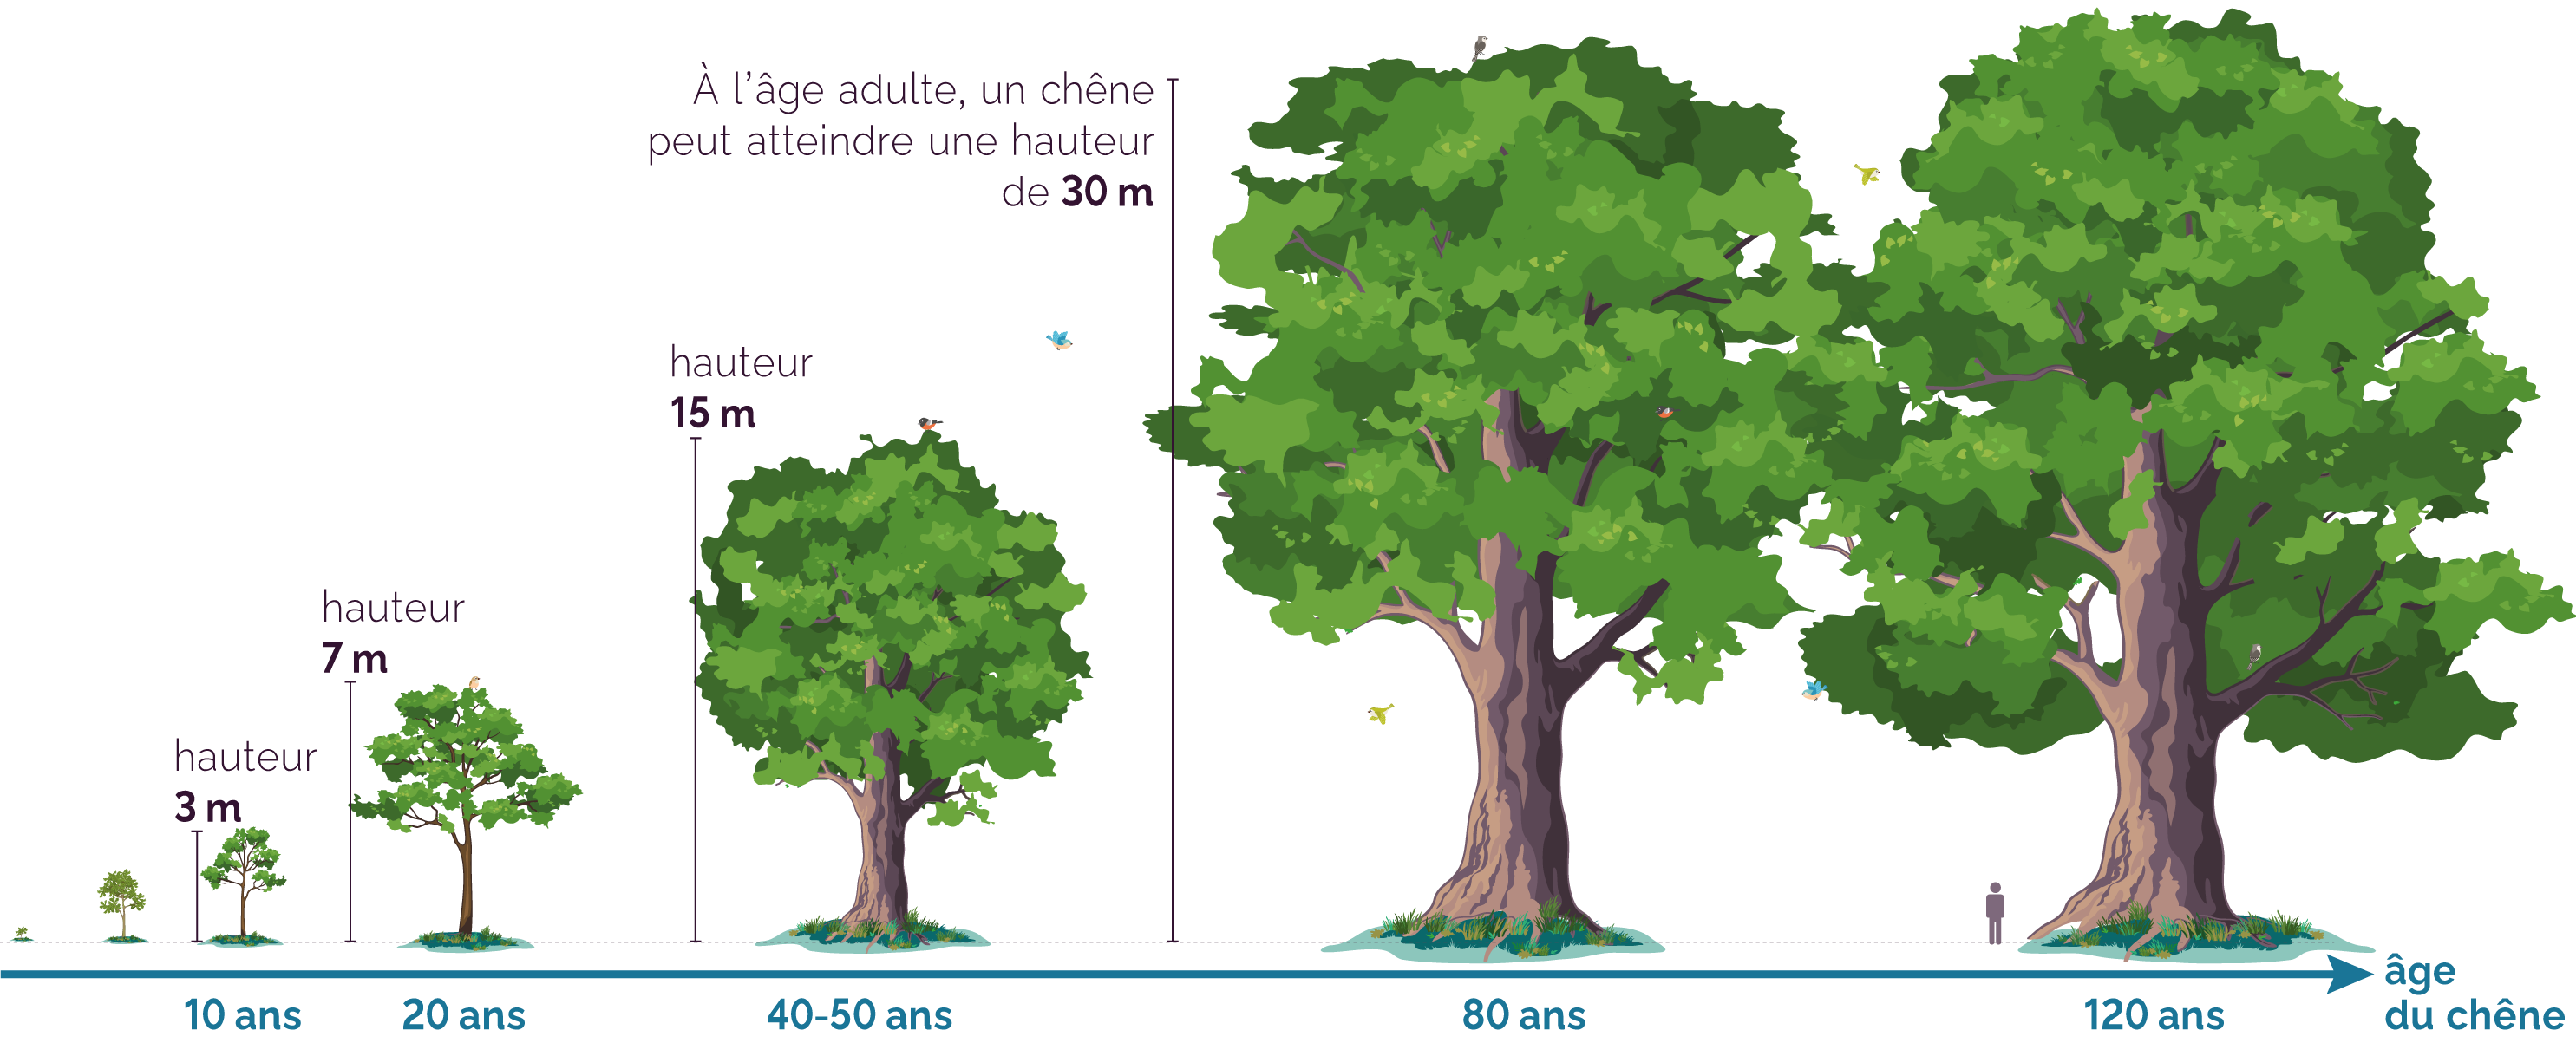 À l’âge adulte, un chêne
peut atteindre une hauteur
de 30 m
hauteur
15 m
hauteur
7 m
hauteur
3 m
10 ans
20 ans
40-50 ans
80 ans
120 ans
âge
du chêne